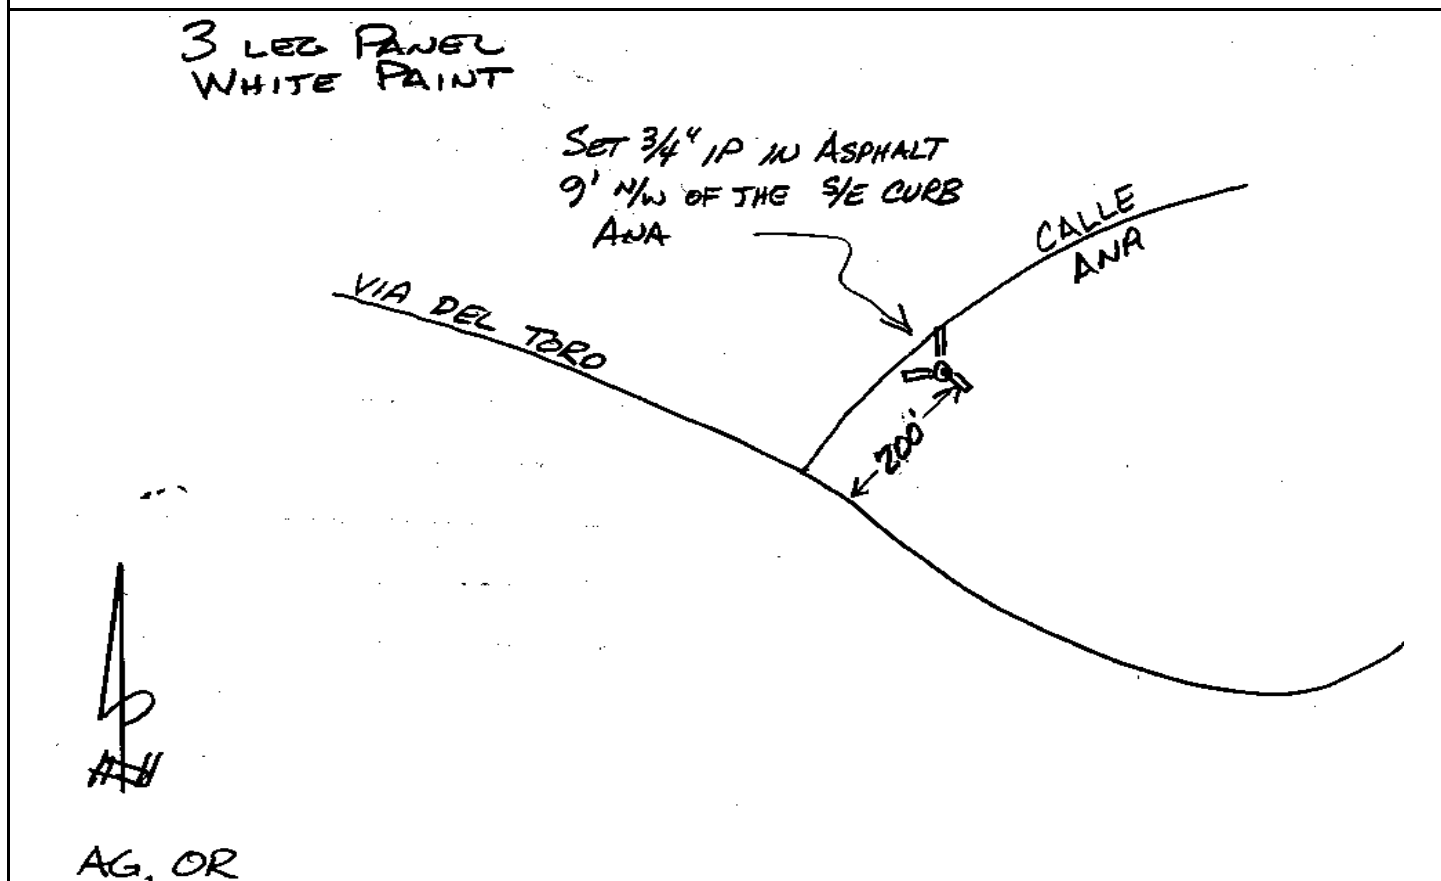 3 LEG PANEL
WHITE PAINT
SET 3/4" IP IN ASPHALT
9' N/W OF THE S/E CURB
ANA
CALLE
ANA
VIA DEL TORO
200'
N
AG, OR